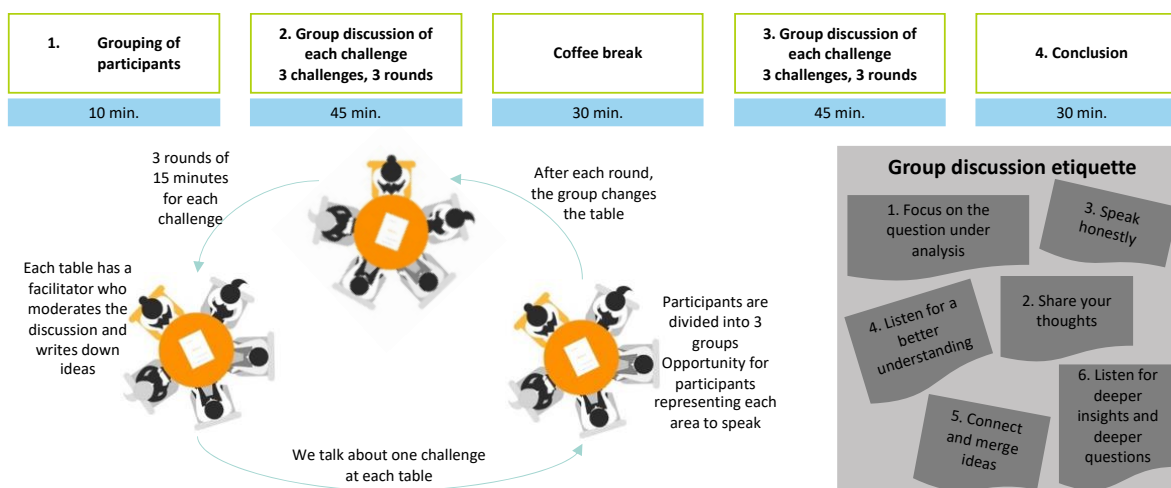 1. Grouping of
participants
2. Group discussion of
each challenge
3 challenges, 3 rounds
Coffee break
3. Group discussion of
each challenge
3 challenges, 3 rounds
4. Conclusion
10 min.
45 min.
30 min.
45 min.
30 min.
3 rounds of
15 minutes
for each
challenge
After each round,
the group changes
the table
Each table has a
facilitator who
moderates the
discussion and
writes down
ideas
Participants are
divided into 3
groups
Opportunity for
participants
representing each
area to speak
We talk about one challenge
at each table
Group discussion etiquette
1. Focus on the
question under
analysis
3. Speak
honestly
4. Listen for a
better
understanding
2. Share your
thoughts
5. Connect
and merge
ideas
6. Listen for
deeper
insights and
deeper
questions